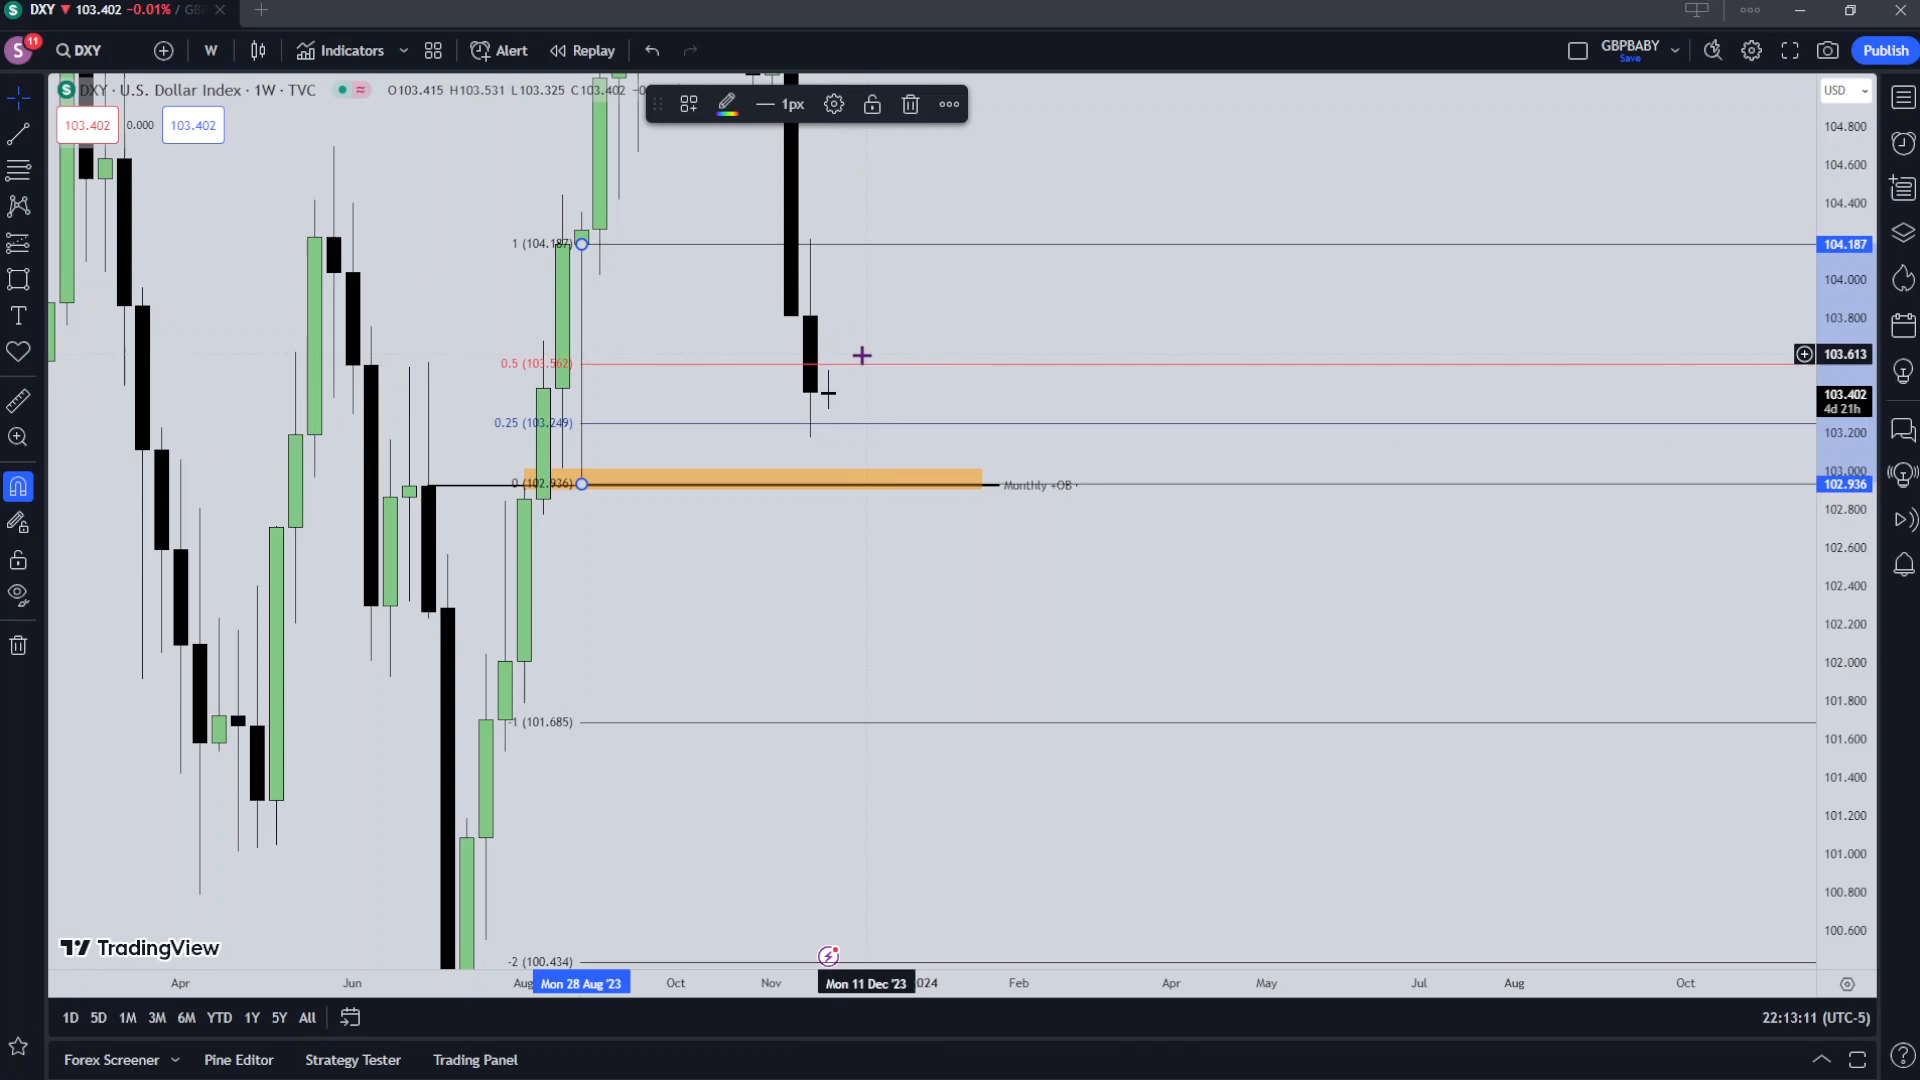 DXY ▼ 103.402 −0.01% / GBP
S 11 DXY W Indicators Alert Replay GBPBABY Save Publish
DXY · U.S. Dollar Index · 1W · TVC O103.415 H103.531 L103.325 C103.402 −0
1px
USD
103.402 0.000 103.402
104.800
104.600
104.400
1 (104.187) 104.187
104.000
103.800
0.5 (103.562) 103.613
103.402
4d 21h
0.25 (103.249)
103.200
103.000
0 (102.936) Monthly +OB 102.936
102.800
102.600
102.400
102.200
102.000
101.800
-1 (101.685)
101.600
101.400
101.200
101.000
100.800
100.600
TradingView
-2 (100.434)
Apr Jun Aug Mon 28 Aug '23 Oct Nov Mon 11 Dec '23 024 Feb Apr May Jul Aug Oct
1D 5D 1M 3M 6M YTD 1Y 5Y All 22:13:11 (UTC-5)
Forex Screener Pine Editor Strategy Tester Trading Panel